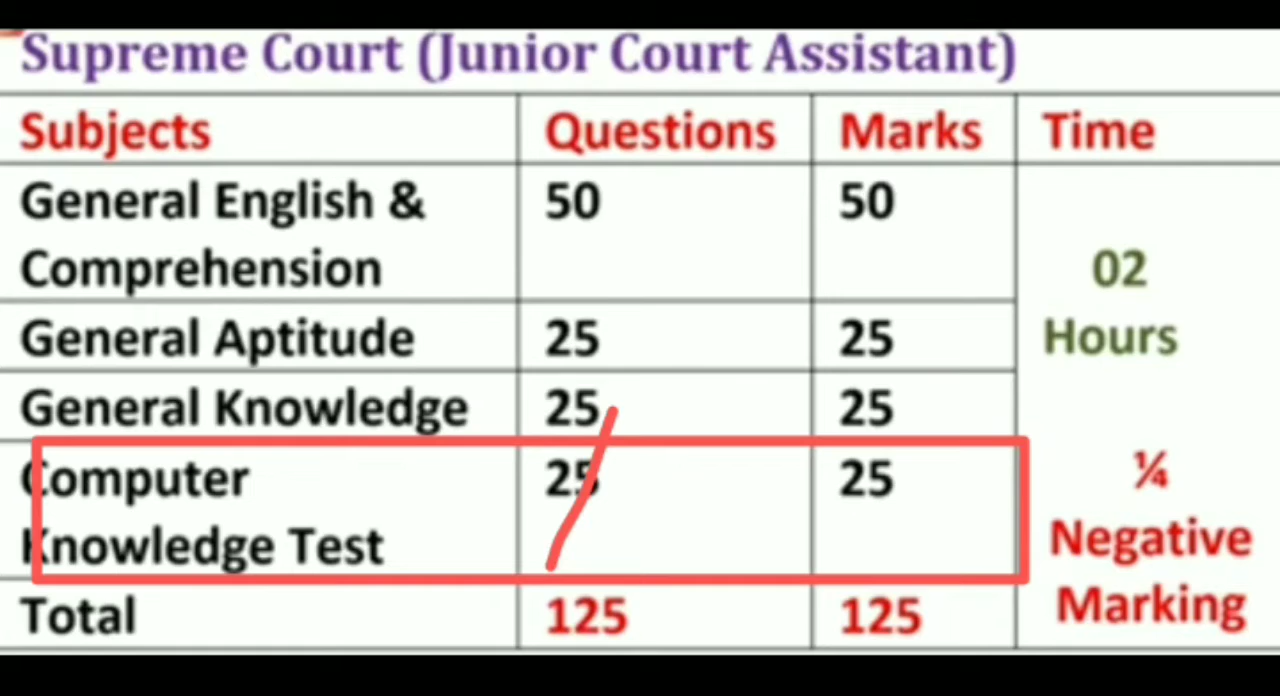 Supreme Court (Junior Court Assistant)
Subjects Questions Marks Time
General English & 50 50
Comprehension 02
General Aptitude 25 25 Hours
General Knowledge 25 25
Computer 25 25 ¼
Knowledge Test Negative
Total 125 125 Marking